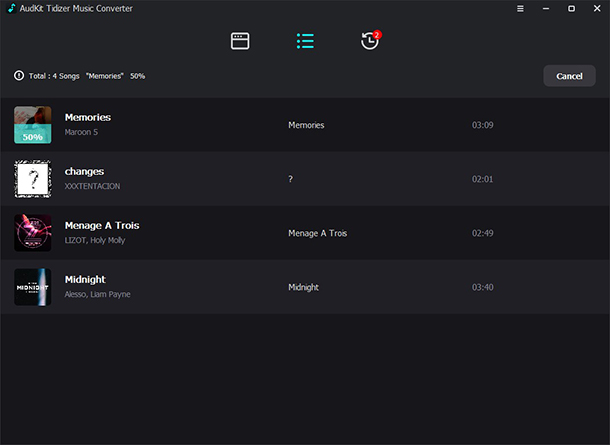 AudKit Tidzer Music Converter
2
Total : 4 Songs "Memories" 50%
Cancel
50%
Memories
Maroon 5
Memories
03:09
?
changes
XXXTENTACION
?
02:01
Menage A Trois
LIZOT, Holy Molly
Menage A Trois
02:49
MIDNIGHT
Midnight
Alesso, Liam Payne
Midnight
03:40